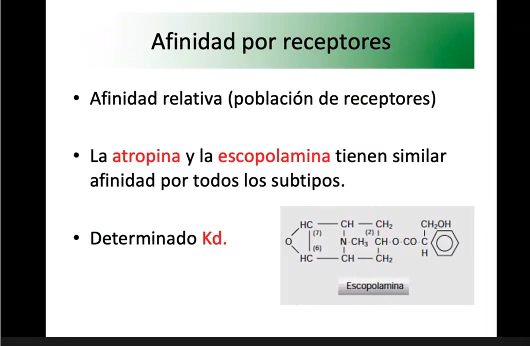 Afinidad por receptores
• Afinidad relativa (población de receptores)
• La atropina y la escopolamina tienen similar
afinidad por todos los subtipos.
• Determinado Kd.
HC CH CH₂ CH₂OH
(7) (2)
O N·CH₃ CH·O·CO·C
(6) H
HC CH CH₂
Escopolamina